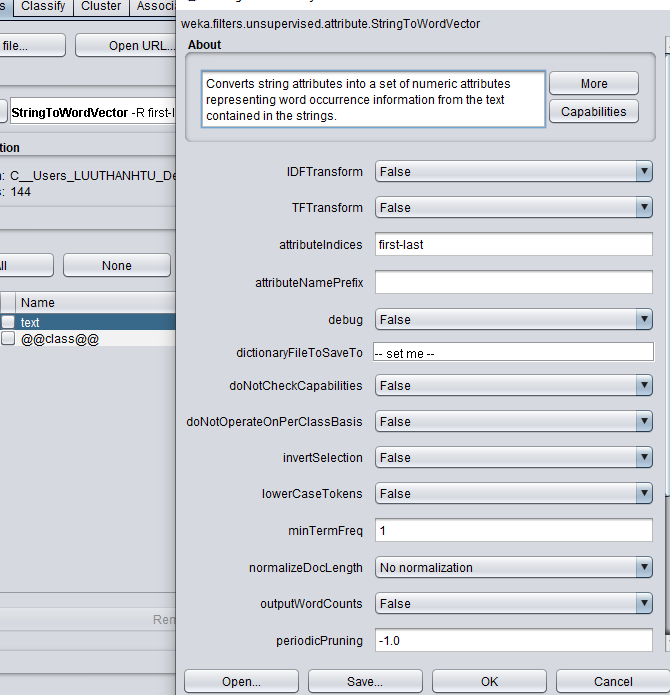 s Classify Cluster Associ
file... Open URL...
StringToWordVector -R first-l
tion
: C__Users_LUUTHANHTU_De
s: 144
All None
Name
text
@@class@@
Rem
weka.filters.unsupervised.attribute.StringToWordVector
About
Converts string attributes into a set of numeric attributes
representing word occurrence information from the text
contained in the strings.
More
Capabilities
IDFTransform False
TFTransform False
attributeIndices first-last
attributeNamePrefix
debug False
dictionaryFileToSaveTo -- set me --
doNotCheckCapabilities False
doNotOperateOnPerClassBasis False
invertSelection False
lowerCaseTokens False
minTermFreq 1
normalizeDocLength No normalization
outputWordCounts False
periodicPruning -1.0
Open... Save... OK Cancel